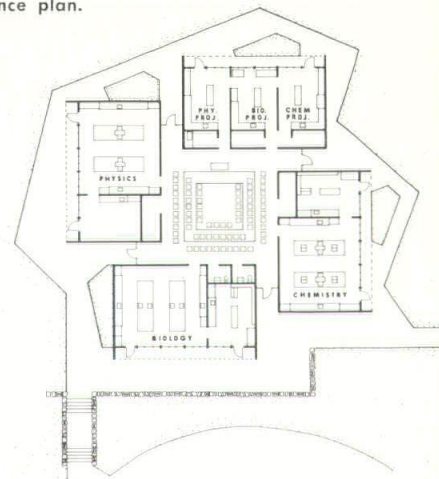 nce plan.
PHY. PROJ.
BIO. PROJ.
CHEM PROJ.
PHYSICS
CHEMISTRY
BIOLOGY